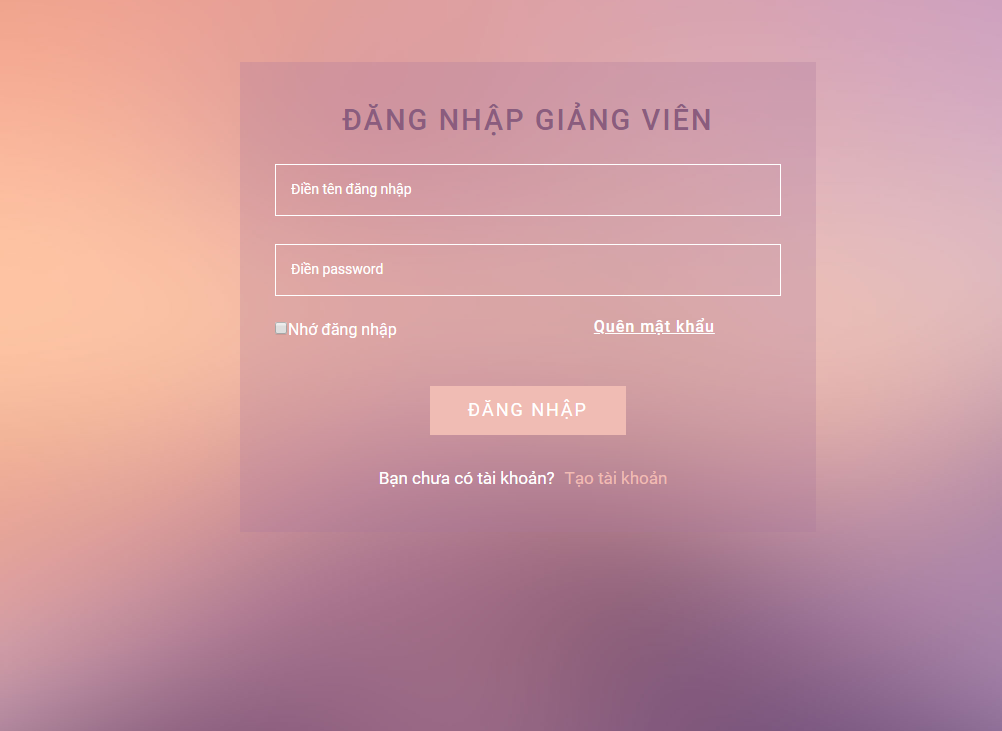 ĐĂNG NHẬP GIẢNG VIÊN
Điền tên đăng nhập
Điền password
Nhớ đăng nhập Quên mật khẩu
ĐĂNG NHẬP
Bạn chưa có tài khoản? Tạo tài khoản